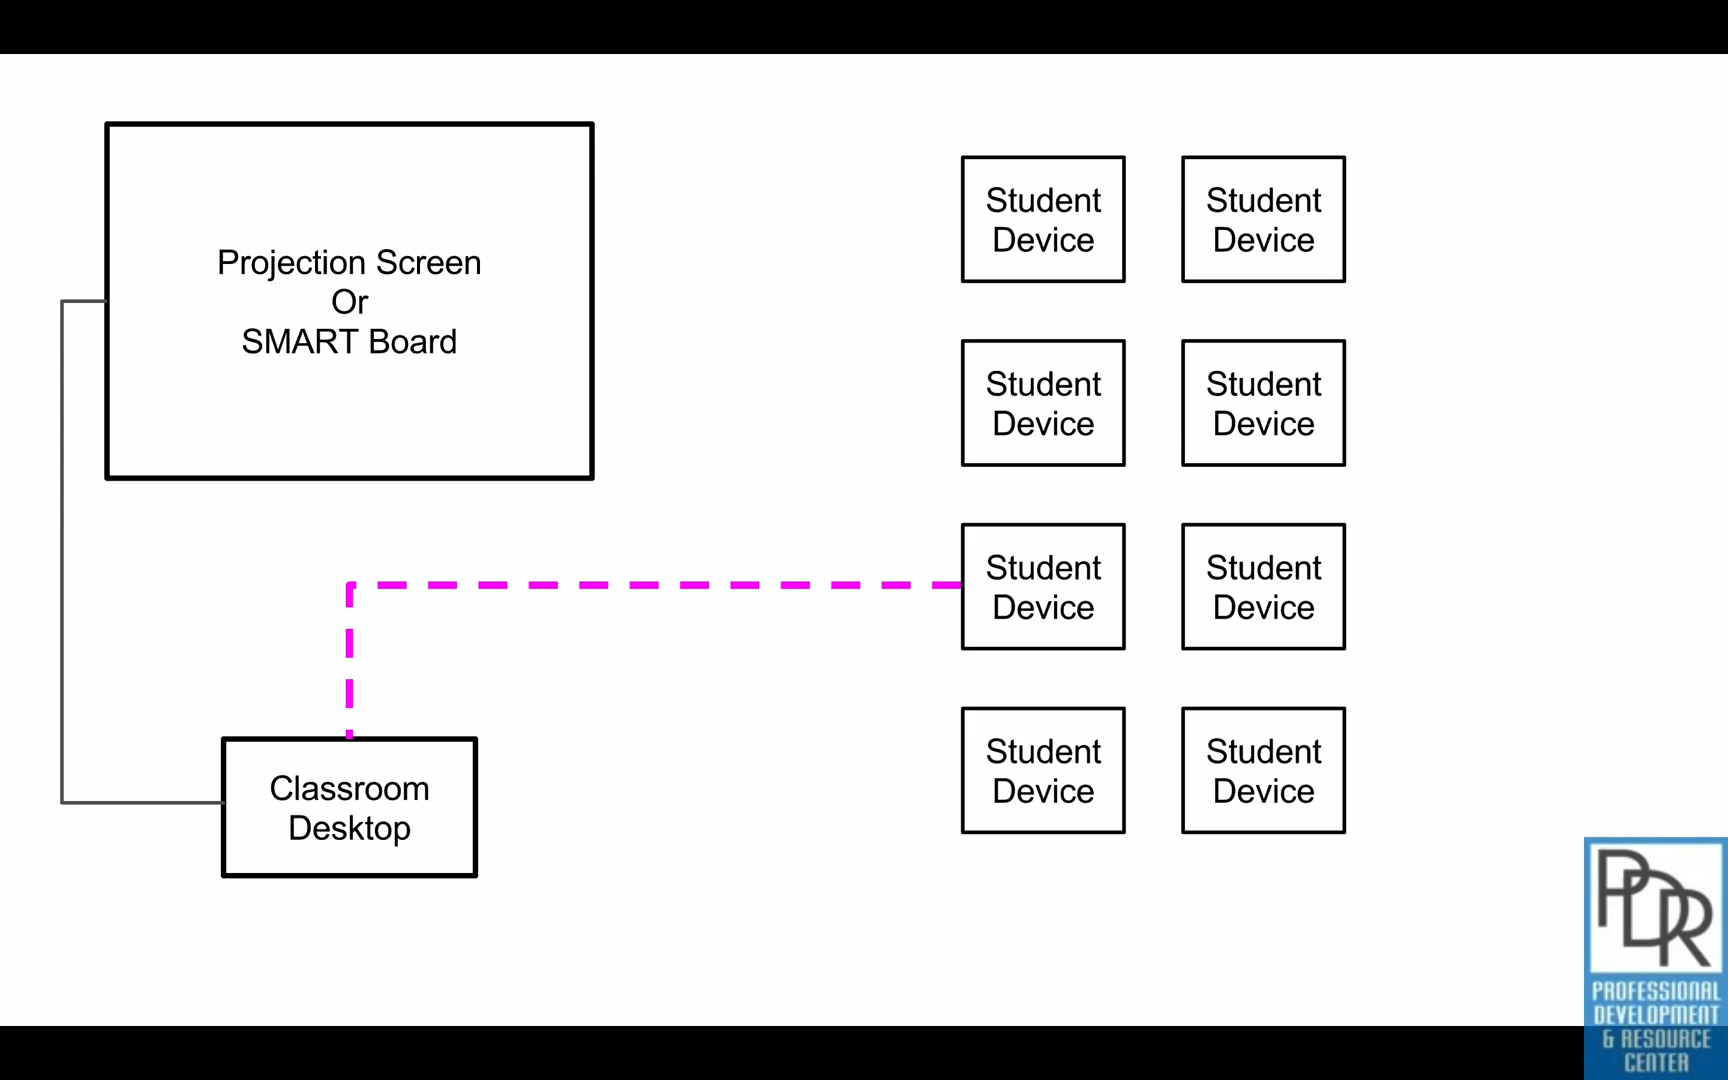 Projection Screen
Or
SMART Board
Student
Device
Student
Device
Student
Device
Student
Device
Student
Device
Student
Device
Student
Device
Student
Device
Classroom
Desktop
PDR
PROFESSIONAL
DEVELOPMENT
& RESOURCE
CENTER